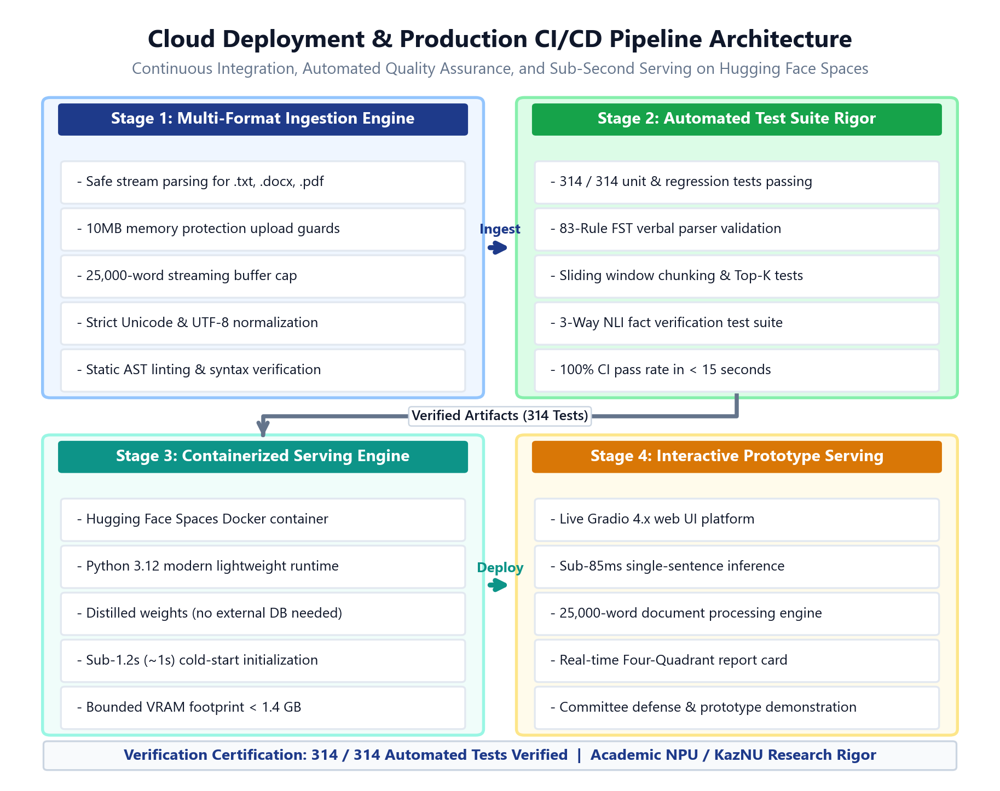 Cloud Deployment & Production CI/CD Pipeline Architecture
Continuous Integration, Automated Quality Assurance, and Sub-Second Serving on Hugging Face Spaces
Stage 1: Multi-Format Ingestion Engine
- Safe stream parsing for .txt, .docx, .pdf
- 10MB memory protection upload guards
- 25,000-word streaming buffer cap
- Strict Unicode & UTF-8 normalization
- Static AST linting & syntax verification
Ingest
Stage 2: Automated Test Suite Rigor
- 314 / 314 unit & regression tests passing
- 83-Rule FST verbal parser validation
- Sliding window chunking & Top-K tests
- 3-Way NLI fact verification test suite
- 100% CI pass rate in < 15 seconds
Verified Artifacts (314 Tests)
Stage 3: Containerized Serving Engine
- Hugging Face Spaces Docker container
- Python 3.12 modern lightweight runtime
- Distilled weights (no external DB needed)
- Sub-1.2s (~1s) cold-start initialization
- Bounded VRAM footprint < 1.4 GB
Deploy
Stage 4: Interactive Prototype Serving
- Live Gradio 4.x web UI platform
- Sub-85ms single-sentence inference
- 25,000-word document processing engine
- Real-time Four-Quadrant report card
- Committee defense & prototype demonstration
Verification Certification: 314 / 314 Automated Tests Verified | Academic NPU / KazNU Research Rigor